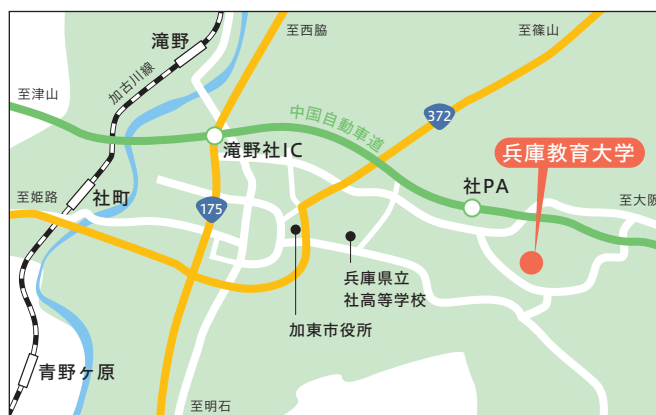 至西脇
至篠山
滝野
加古川線
至津山
中国自動車道
372
滝野社IC
兵庫教育大学
社町
社PA
至姫路
至大阪
175
兵庫県立
社高等学校
加東市役所
青野ヶ原
至明石